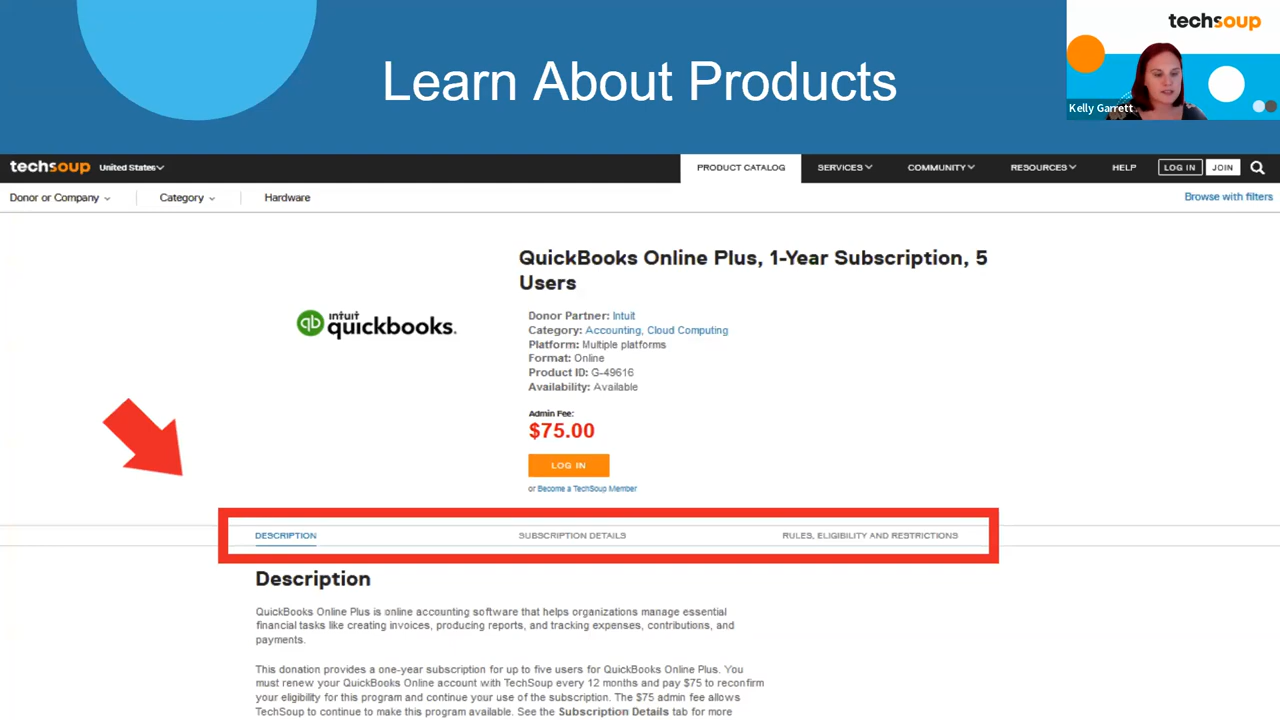 Learn About Products
techsoup
Kelly Garrett
techsoup United States
PRODUCT CATALOG SERVICES COMMUNITY RESOURCES HELP LOG IN JOIN
Donor or Company Category Hardware Browse with filters
QuickBooks Online Plus, 1-Year Subscription, 5
Users
intuit
qb quickbooks.
Donor Partner: Intuit
Category: Accounting, Cloud Computing
Platform: Multiple platforms
Format: Online
Product ID: G-49616
Availability: Available
Admin Fee:
$75.00
LOG IN
or Become a TechSoup Member
DESCRIPTION SUBSCRIPTION DETAILS RULES, ELIGIBILITY AND RESTRICTIONS
Description
QuickBooks Online Plus is online accounting software that helps organizations manage essential
financial tasks like creating invoices, producing reports, and tracking expenses, contributions, and
payments.
This donation provides a one-year subscription for up to five users for QuickBooks Online Plus. You
must renew your QuickBooks Online account with TechSoup every 12 months and pay $75 to reconfirm
your eligibility for this program and continue your use of the subscription. The $75 admin fee allows
TechSoup to continue to make this program available. See the Subscription Details tab for more